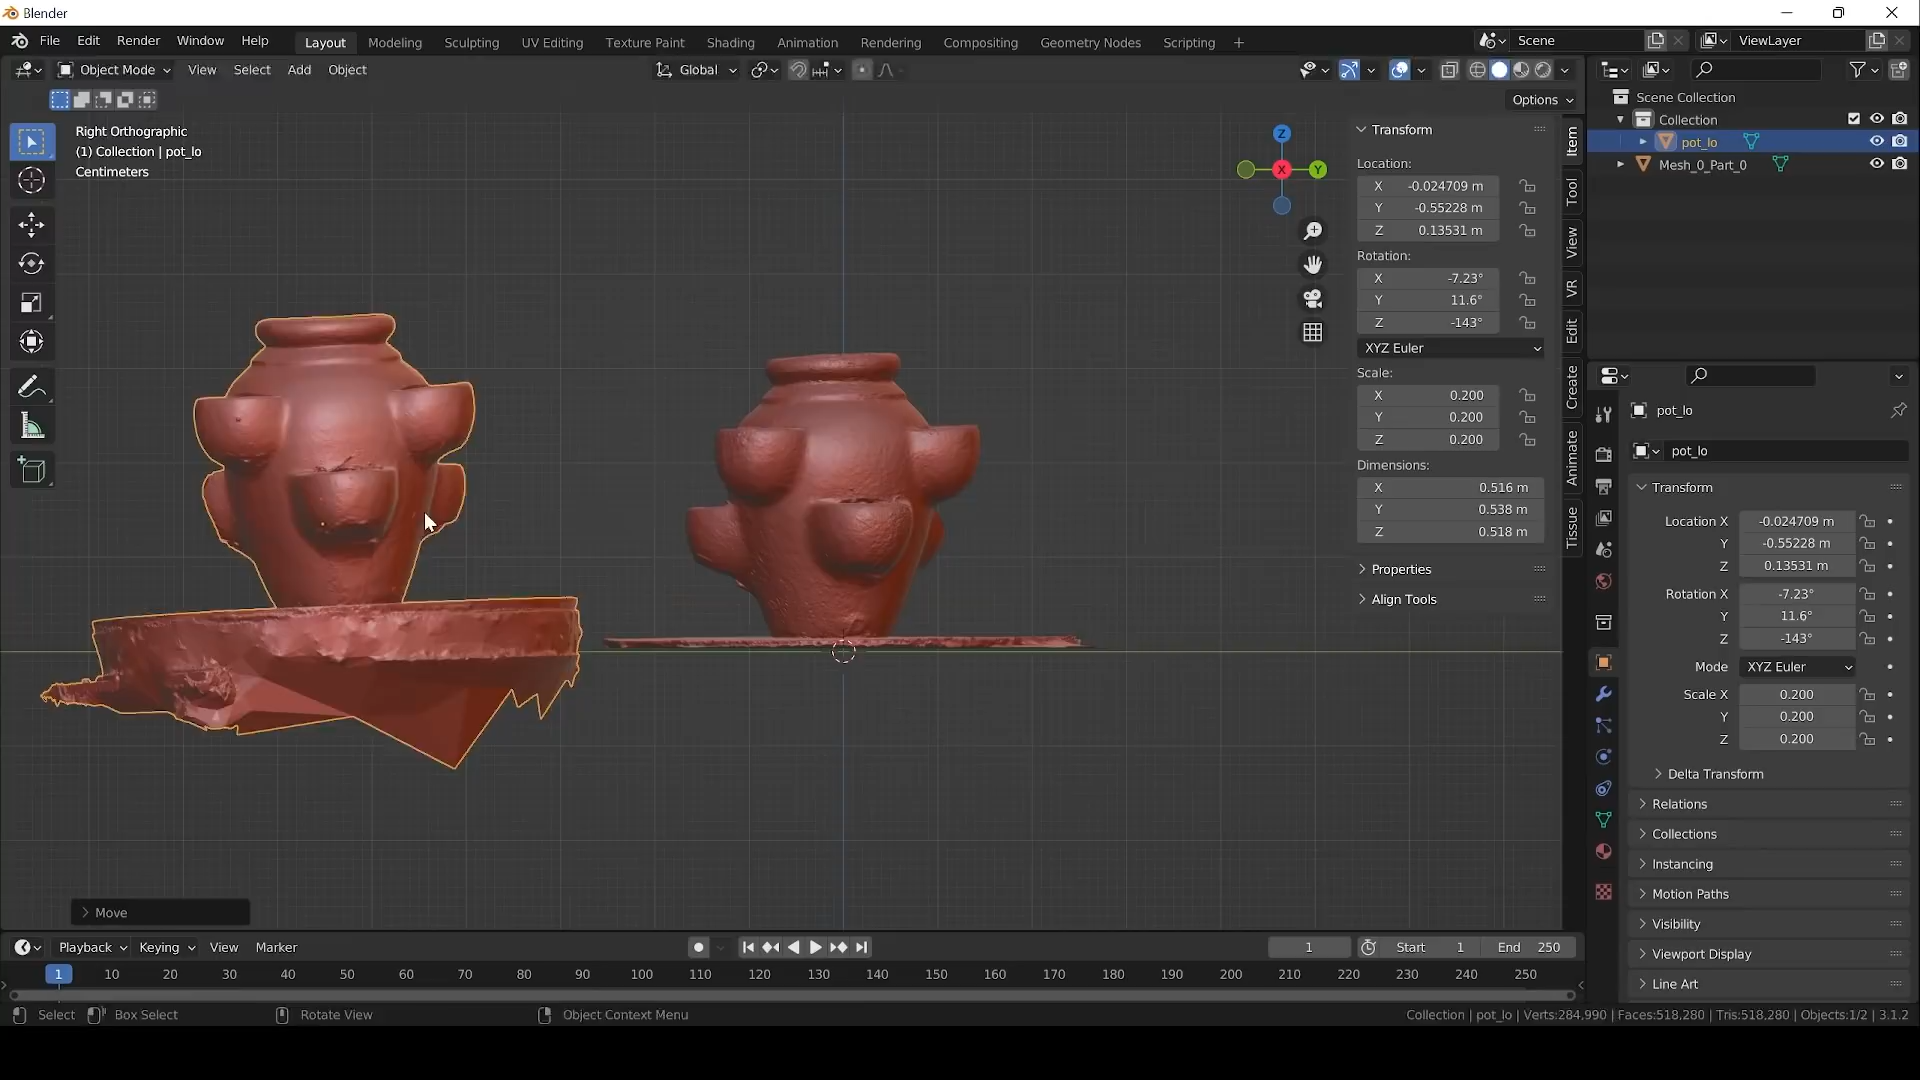 Blender
File Edit Render Window Help Layout Modeling Sculpting UV Editing Texture Paint Shading Animation Rendering Compositing Geometry Nodes Scripting + Scene ViewLayer
Object Mode View Select Add Object Global
Options
Right Orthographic
(1) Collection | pot_lo
Centimeters
Z
X
Y
Transform
Location:
X -0.024709 m
Y -0.55228 m
Z 0.13531 m
Rotation:
X -7.23°
Y 11.6°
Z -143°
XYZ Euler
Scale:
X 0.200
Y 0.200
Z 0.200
Dimensions:
X 0.516 m
Y 0.538 m
Z 0.518 m
Properties
Align Tools
Item
Tool
View
VR
Edit
Create
Animate
Tissue
Scene Collection
Collection
pot_lo
Mesh_0_Part_0
pot_lo
pot_lo
Transform
Location X -0.024709 m
Y -0.55228 m
Z 0.13531 m
Rotation X -7.23°
Y 11.6°
Z -143°
Mode XYZ Euler
Scale X 0.200
Y 0.200
Z 0.200
Delta Transform
Relations
Collections
Instancing
Motion Paths
Visibility
Viewport Display
Line Art
Move
Playback Keying View Marker 1 Start 1 End 250
1 10 20 30 40 50 60 70 80 90 100 110 120 130 140 150 160 170 180 190 200 210 220 230 240 250
Select Box Select Rotate View Object Context Menu Collection | pot_lo | Verts:284,990 | Faces:518,280 | Tris:518,280 | Objects:1/2 | 3.1.2